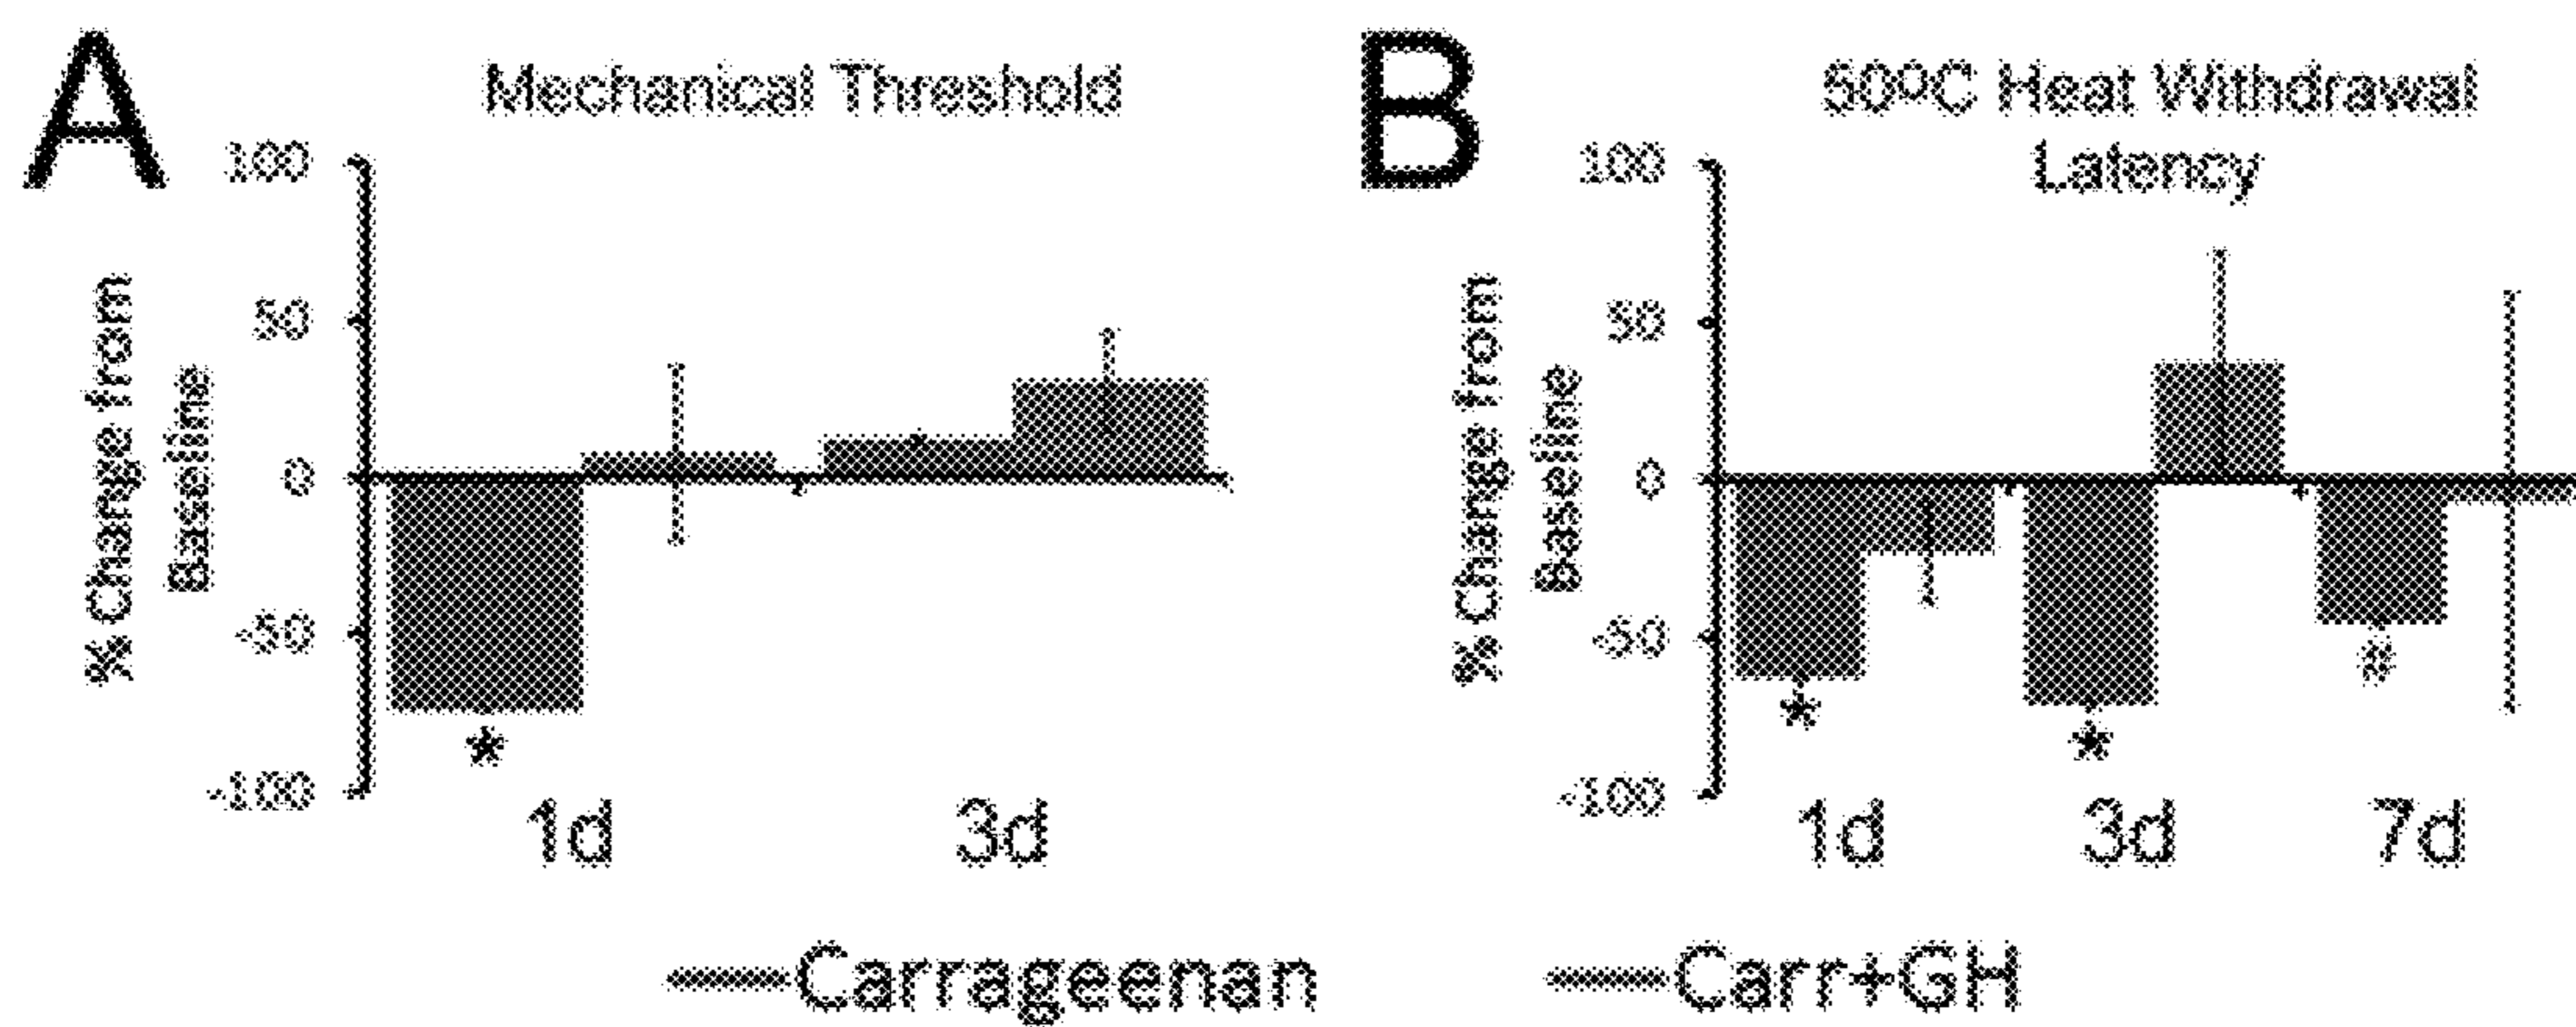 A
Mechanical Threshold
100
50
0
-50
-100
% Change from
Baseline
*
1d
3d
B
50ºC Heat Withdrawal
Latency
100
50
0
-50
-100
% Change from
Baseline
*
*
#
1d
3d
7d
Carrageenan
Carr+GH